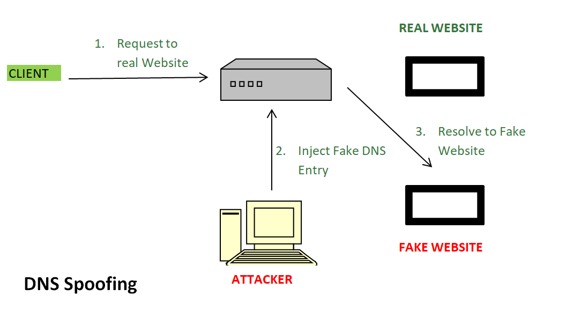 REAL WEBSITE
1. Request to
real Website
CLIENT
3. Resolve to Fake
Website
2. Inject Fake DNS
Entry
FAKE WEBSITE
ATTACKER
DNS Spoofing